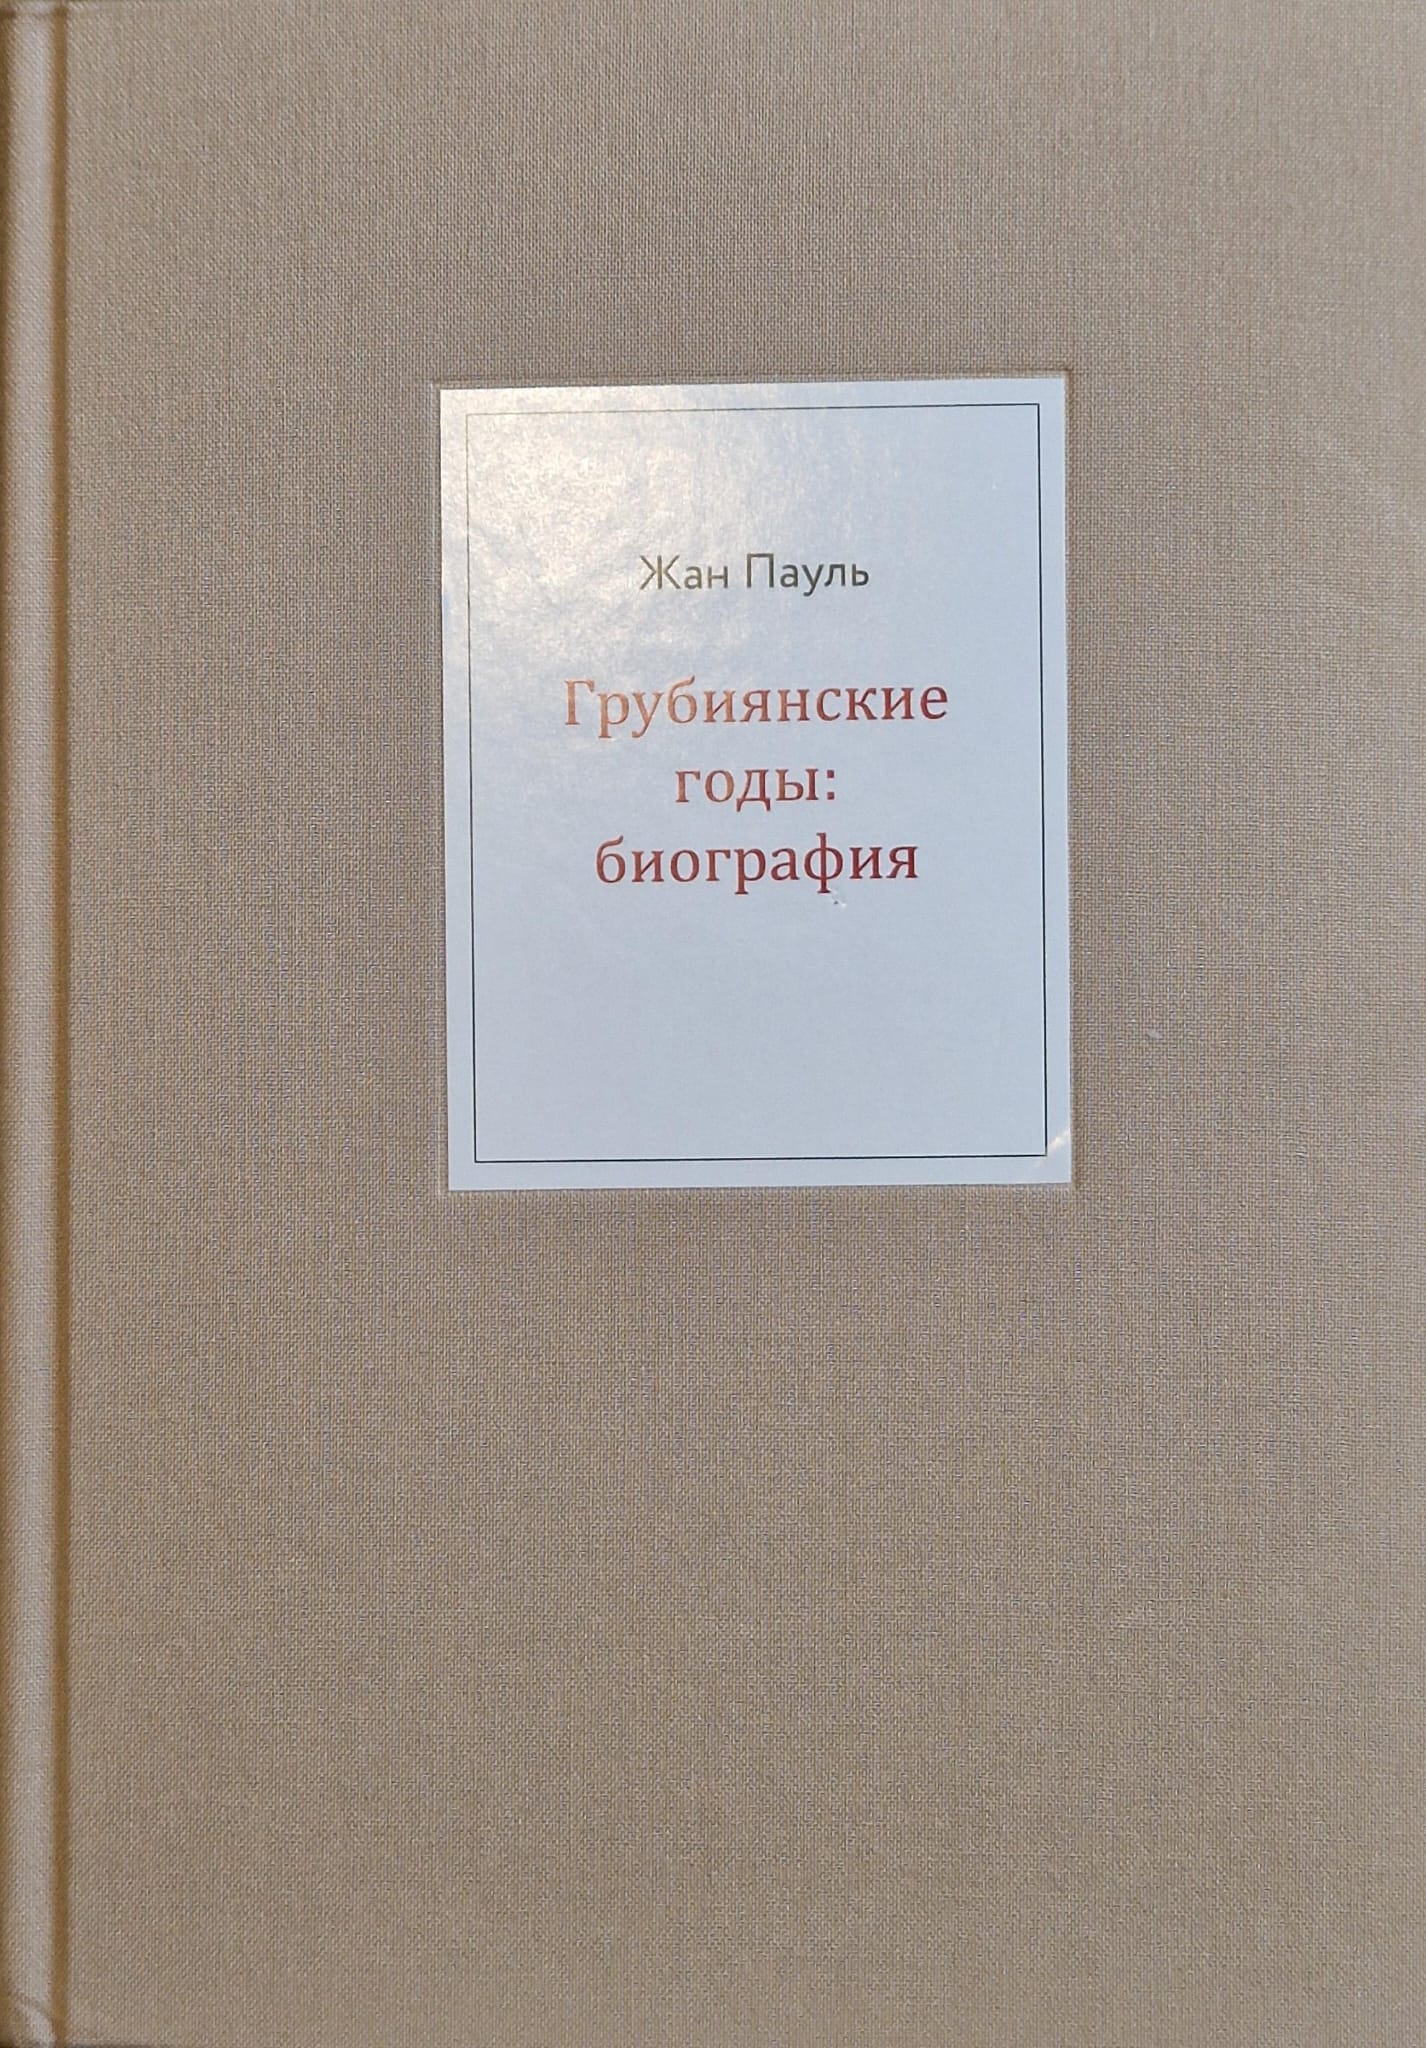 Жан Пауль
Грубиянские
годы:
биография